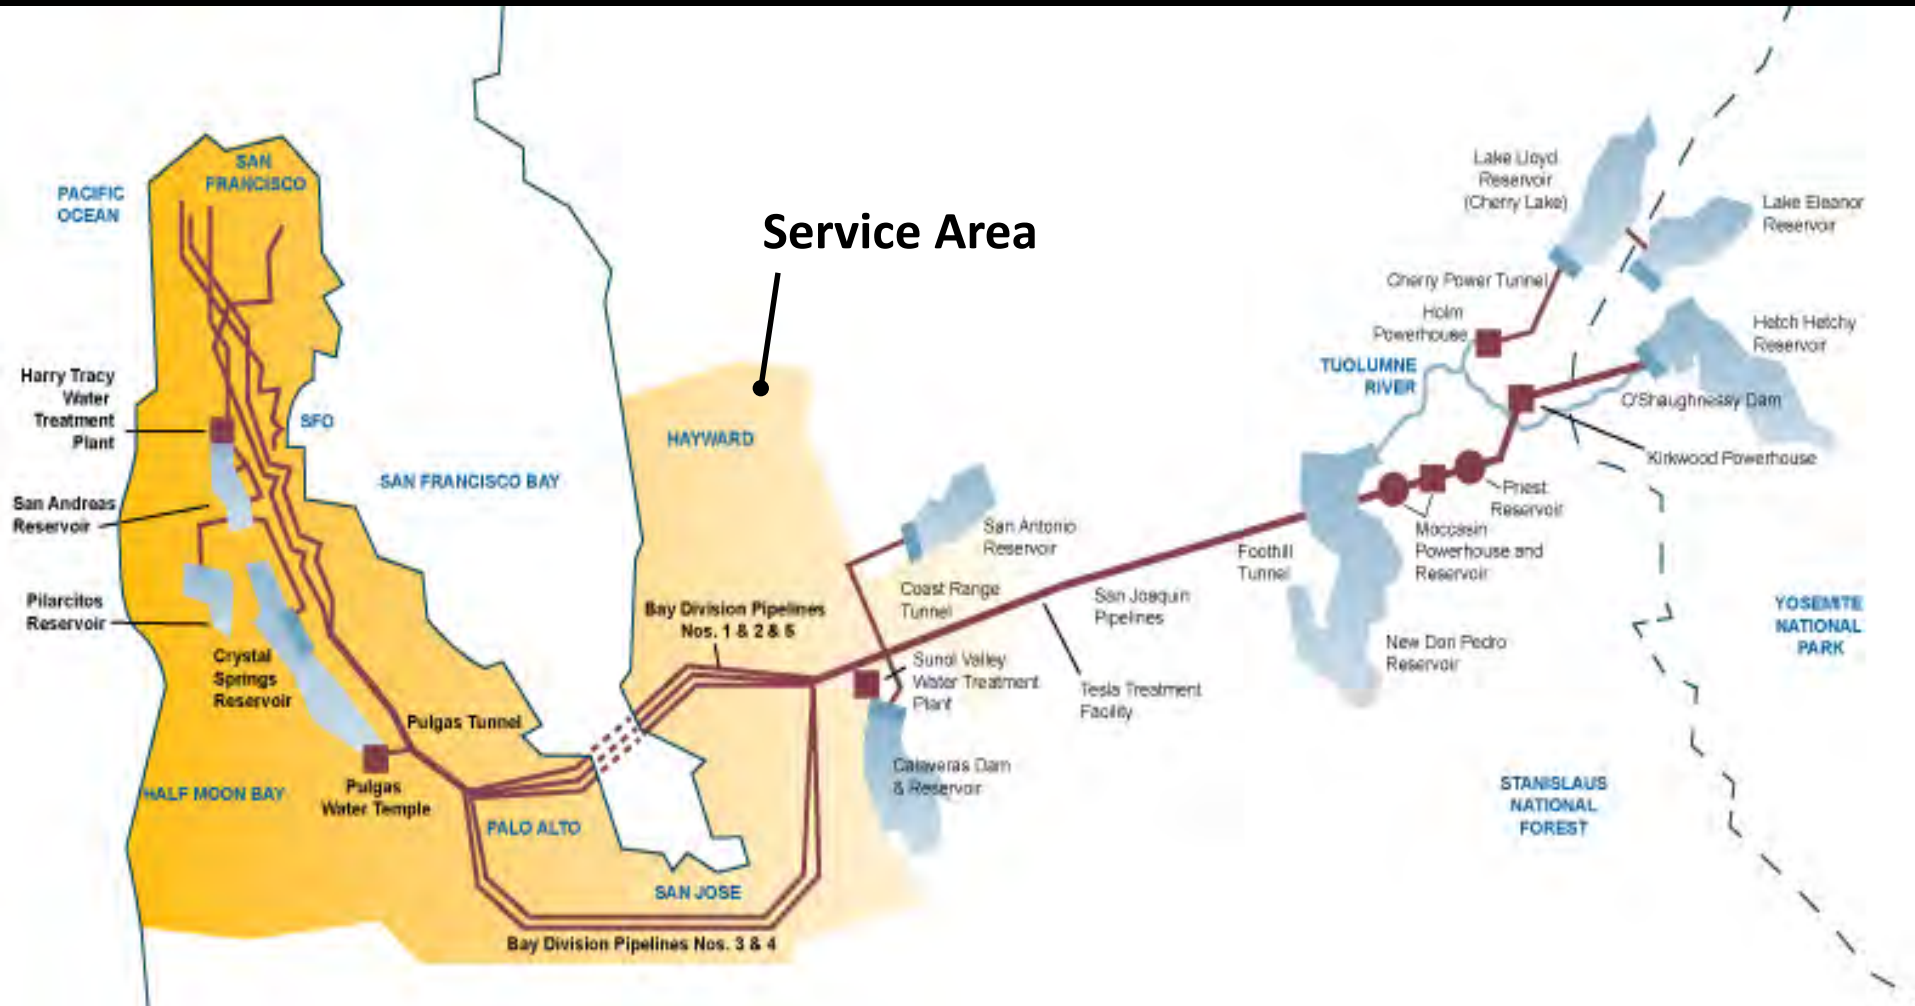 SAN
FRANCISCO
PACIFIC
OCEAN
Service Area
Harry Tracy
Water
Treatment
Plant
SFO
HAYWARD
SAN FRANCISCO BAY
San Andreas
Reservoir
Pilarcitos
Reservoir
Crystal
Springs
Reservoir
Pulgas Tunnel
HALF MOON BAY
Pulgas
Water Temple
PALO ALTO
SAN JOSE
Bay Division Pipelines
Nos. 1 & 2 & 5
Bay Division Pipelines Nos. 3 & 4
San Antonio
Reservoir
Coast Range
Tunnel
Sunol Valley
Water Treatment
Plant
Calaveras Dam
& Reservoir
San Joaquin
Pipelines
Tesla Treatment
Facility
Foothill
Tunnel
New Don Pedro
Reservoir
Lake Lloyd
Reservoir
(Cherry Lake)
Lake Eleanor
Reservoir
Cherry Power Tunnel
Holm
Powerhouse
Hetch Hetchy
Reservoir
TUOLUMNE
RIVER
O'Shaughnessy Dam
Kirkwood Powerhouse
Priest
Reservoir
Moccasin
Powerhouse and
Reservoir
YOSEMITE
NATIONAL
PARK
STANISLAUS
NATIONAL
FOREST